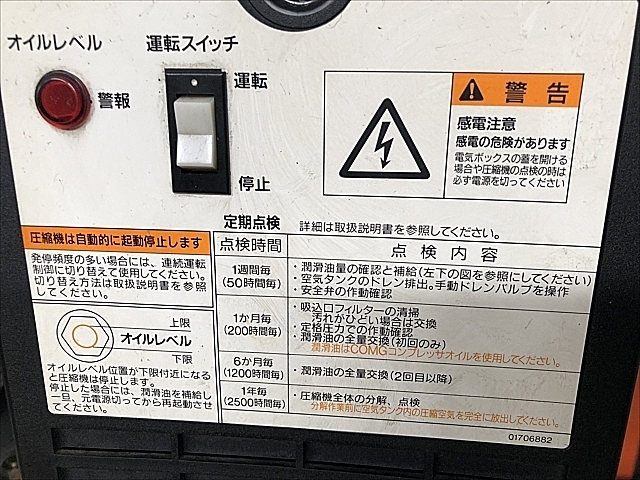 オイルレベル
運転スイッチ
運転
警報
停止
警告
感電注意
感電の危険があります
電気ボックスの蓋を開ける
場合や圧縮機の点検の時は
必ず電源を切ってください
圧縮機は自動的に起動停止します
発停頻度の多い場合には、連続運転
制御に切り替えて使用してください。
切り替え方法は取扱説明書を参照
してください。
上限
オイルレベル
下限
オイルレベル位置が下限付近になる
と圧縮機は停止します。
停止した場合には、潤滑油を補給し
一旦、元電源切ってから再起動させ
てください。
定期点検 詳細は取扱説明書を参照してください。
点検時間 点検内容
1週間毎
(50時間毎)
・潤滑油量の確認と補給(左下の図を参照にしてください)
・空気タンクのドレン排出。手動ドレンバルブを操作
・安全弁の作動確認
1か月毎
(200時間毎)
・吸込口フィルターの清掃
汚れがひどい場合は交換
・定格圧力での作動確認
・潤滑油の全量交換(初回のみ)
潤滑油はCOMGコンプレッサオイルを使用してください。
6か月毎
(1200時間毎)
・潤滑油の全量交換(2回目以降)
1年毎
(2500時間毎)
・圧縮機全体の分解、点検
分解作業前に空気タンク内の圧縮空気を完全に放出してください。
01706882